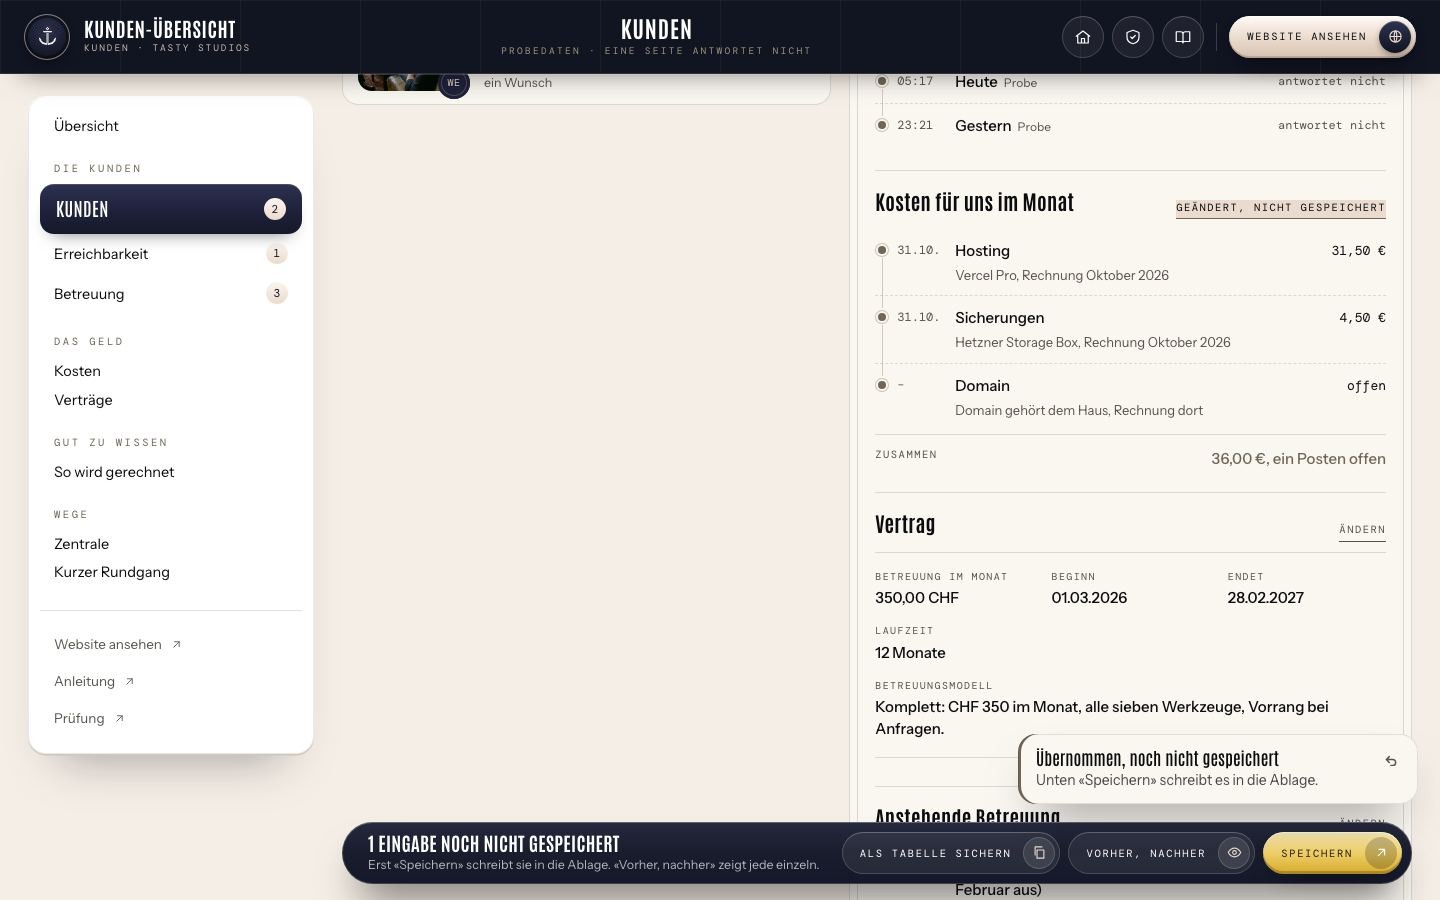 KUNDEN-ÜBERSICHT
KUNDEN · TASTY STUDIOS
KUNDEN
PROBEDATEN · EINE SEITE ANTWORTET NICHT
WEBSITE ANSEHEN
Übersicht
DIE KUNDEN
KUNDEN 2
Erreichbarkeit 1
Betreuung 3
DAS GELD
Kosten
Verträge
GUT ZU WISSEN
So wird gerechnet
WEGE
Zentrale
Kurzer Rundgang
Website ansehen
Anleitung
Prüfung
WE
ein Wunsch
05:17 Heute Probe antwortet nicht
23:21 Gestern Probe antwortet nicht
Kosten für uns im Monat
GEÄNDERT, NICHT GESPEICHERT
31.10. Hosting 31,50 €
Vercel Pro, Rechnung Oktober 2026
31.10. Sicherungen 4,50 €
Hetzner Storage Box, Rechnung Oktober 2026
– Domain offen
Domain gehört dem Haus, Rechnung dort
ZUSAMMEN 36,00 €, ein Posten offen
Vertrag
ÄNDERN
BETREUUNG IM MONAT BEGINN ENDET
350,00 CHF 01.03.2026 28.02.2027
LAUFZEIT
12 Monate
BETREUUNGSMODELL
Komplett: CHF 350 im Monat, alle sieben Werkzeuge, Vorrang bei
Anfragen.
Übernommen, noch nicht gespeichert
Unten «Speichern» schreibt es in die Ablage.
Anstehende Betreuung
ÄNDERN
1 EINGABE NOCH NICHT GESPEICHERT
Erst «Speichern» schreibt sie in die Ablage. «Vorher, nachher» zeigt jede einzeln.
ALS TABELLE SICHERN
VORHER, NACHHER
SPEICHERN
Februar aus)